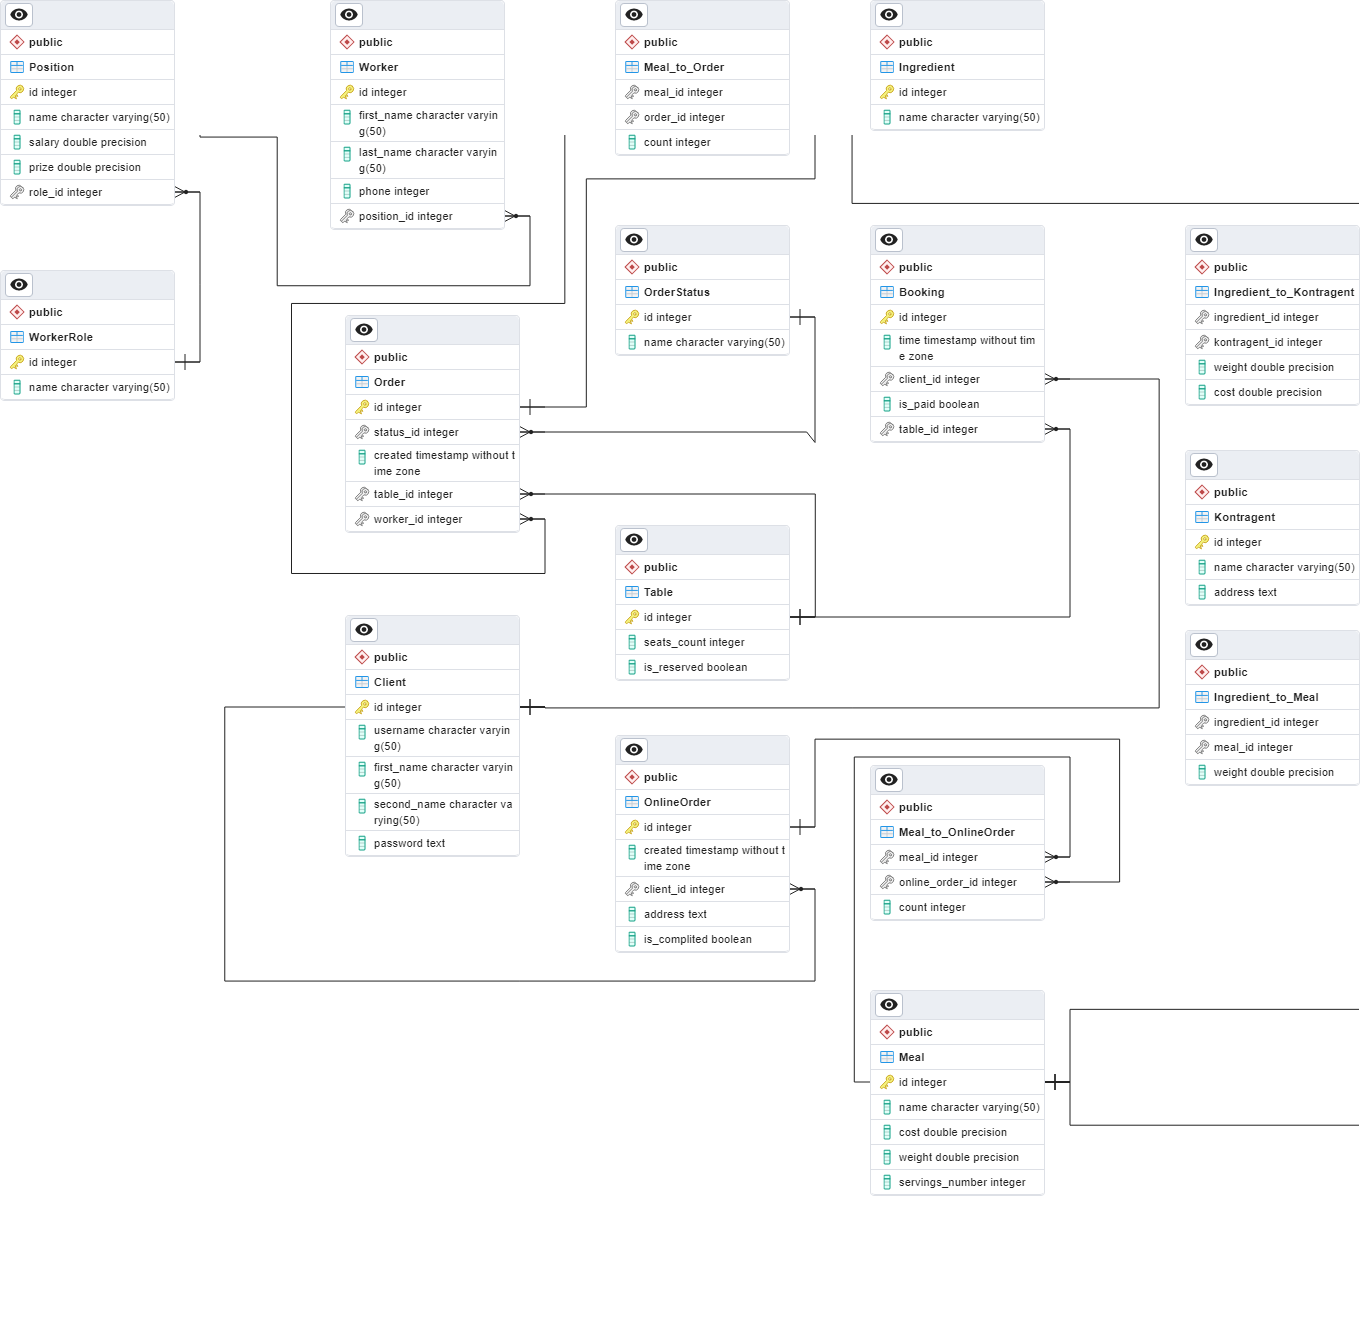 public
Position
id integer
name character varying(50)
salary double precision
prize double precision
role_id integer
public
WorkerRole
id integer
name character varying(50)
public
Worker
id integer
first_name character varyin
g(50)
last_name character varyin
g(50)
phone integer
position_id integer
public
Order
id integer
status_id integer
created timestamp without t
ime zone
table_id integer
worker_id integer
public
Client
id integer
username character varyin
g(50)
first_name character varyin
g(50)
second_name character va
rying(50)
password text
public
Meal_to_Order
meal_id integer
order_id integer
count integer
public
OrderStatus
id integer
name character varying(50)
public
Table
id integer
seats_count integer
is_reserved boolean
public
OnlineOrder
id integer
created timestamp without t
ime zone
client_id integer
address text
is_complited boolean
public
Ingredient
id integer
name character varying(50)
public
Booking
id integer
time timestamp without tim
e zone
client_id integer
is_paid boolean
table_id integer
public
Meal_to_OnlineOrder
meal_id integer
online_order_id integer
count integer
public
Meal
id integer
name character varying(50)
cost double precision
weight double precision
servings_number integer
public
Ingredient_to_Kontragent
ingredient_id integer
kontragent_id integer
weight double precision
cost double precision
public
Kontragent
id integer
name character varying(50)
address text
public
Ingredient_to_Meal
ingredient_id integer
meal_id integer
weight double precision